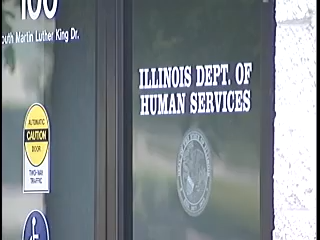 100
outh Martin Luther King Dr.
ILLINOIS DEPT. OF
HUMAN SERVICES
AUTOMATIC
CAUTION
DOOR
TWO-WAY
TRAFFIC